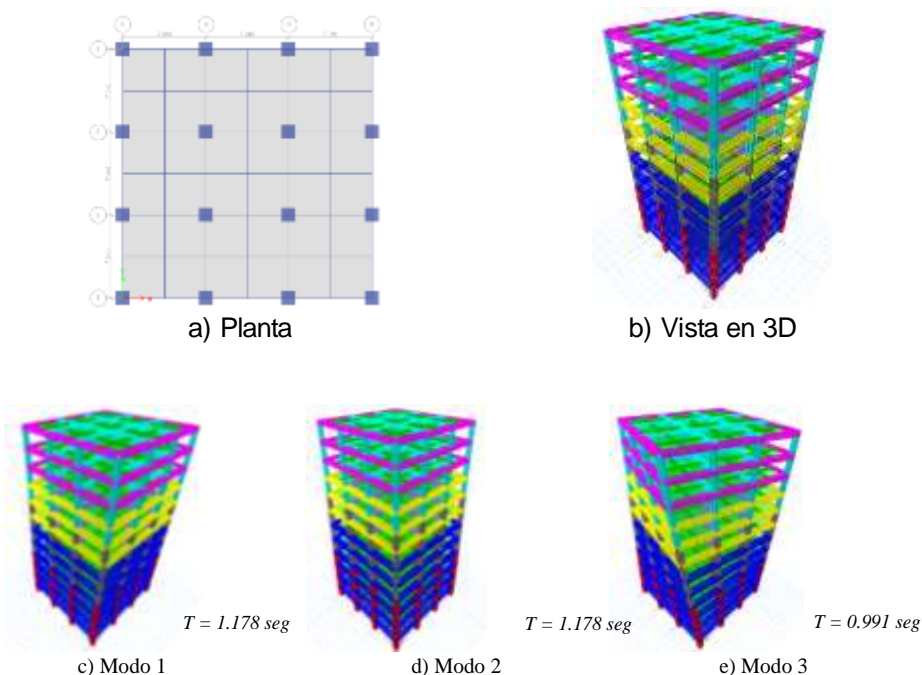 a) Planta
b) Vista en 3D
T = 1.178 seg
T = 1.178 seg
T = 0.991 seg
c) Modo 1
d) Modo 2
e) Modo 3